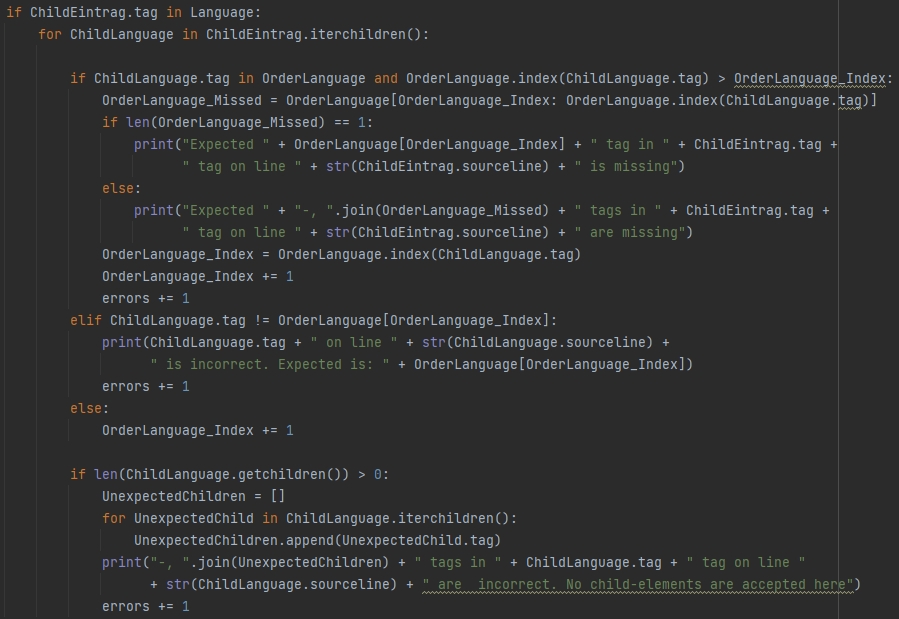 if ChildEintrag.tag in Language:
    for ChildLanguage in ChildEintrag.iterchildren():

        if ChildLanguage.tag in OrderLanguage and OrderLanguage.index(ChildLanguage.tag) > OrderLanguage_Index:
            OrderLanguage_Missed = OrderLanguage[OrderLanguage_Index: OrderLanguage.index(ChildLanguage.tag)]
            if len(OrderLanguage_Missed) == 1:
                print("Expected " + OrderLanguage[OrderLanguage_Index] + " tag in " + ChildEintrag.tag +
                      " tag on line " + str(ChildEintrag.sourceline) + " is missing")
            else:
                print("Expected " + "-, ".join(OrderLanguage_Missed) + " tags in " + ChildEintrag.tag +
                      " tag on line " + str(ChildEintrag.sourceline) + " are missing")
            OrderLanguage_Index = OrderLanguage.index(ChildLanguage.tag)
            OrderLanguage_Index += 1
            errors += 1
        elif ChildLanguage.tag != OrderLanguage[OrderLanguage_Index]:
            print(ChildLanguage.tag + " on line " + str(ChildLanguage.sourceline) +
                  " is incorrect. Expected is: " + OrderLanguage[OrderLanguage_Index])
            errors += 1
        else:
            OrderLanguage_Index += 1

        if len(ChildLanguage.getchildren()) > 0:
            UnexpectedChildren = []
            for UnexpectedChild in ChildLanguage.iterchildren():
                UnexpectedChildren.append(UnexpectedChild.tag)
            print("-, ".join(UnexpectedChildren) + " tags in " + ChildLanguage.tag + " tag on line "
                  + str(ChildLanguage.sourceline) + " are  incorrect. No child-elements are accepted here")
            errors += 1